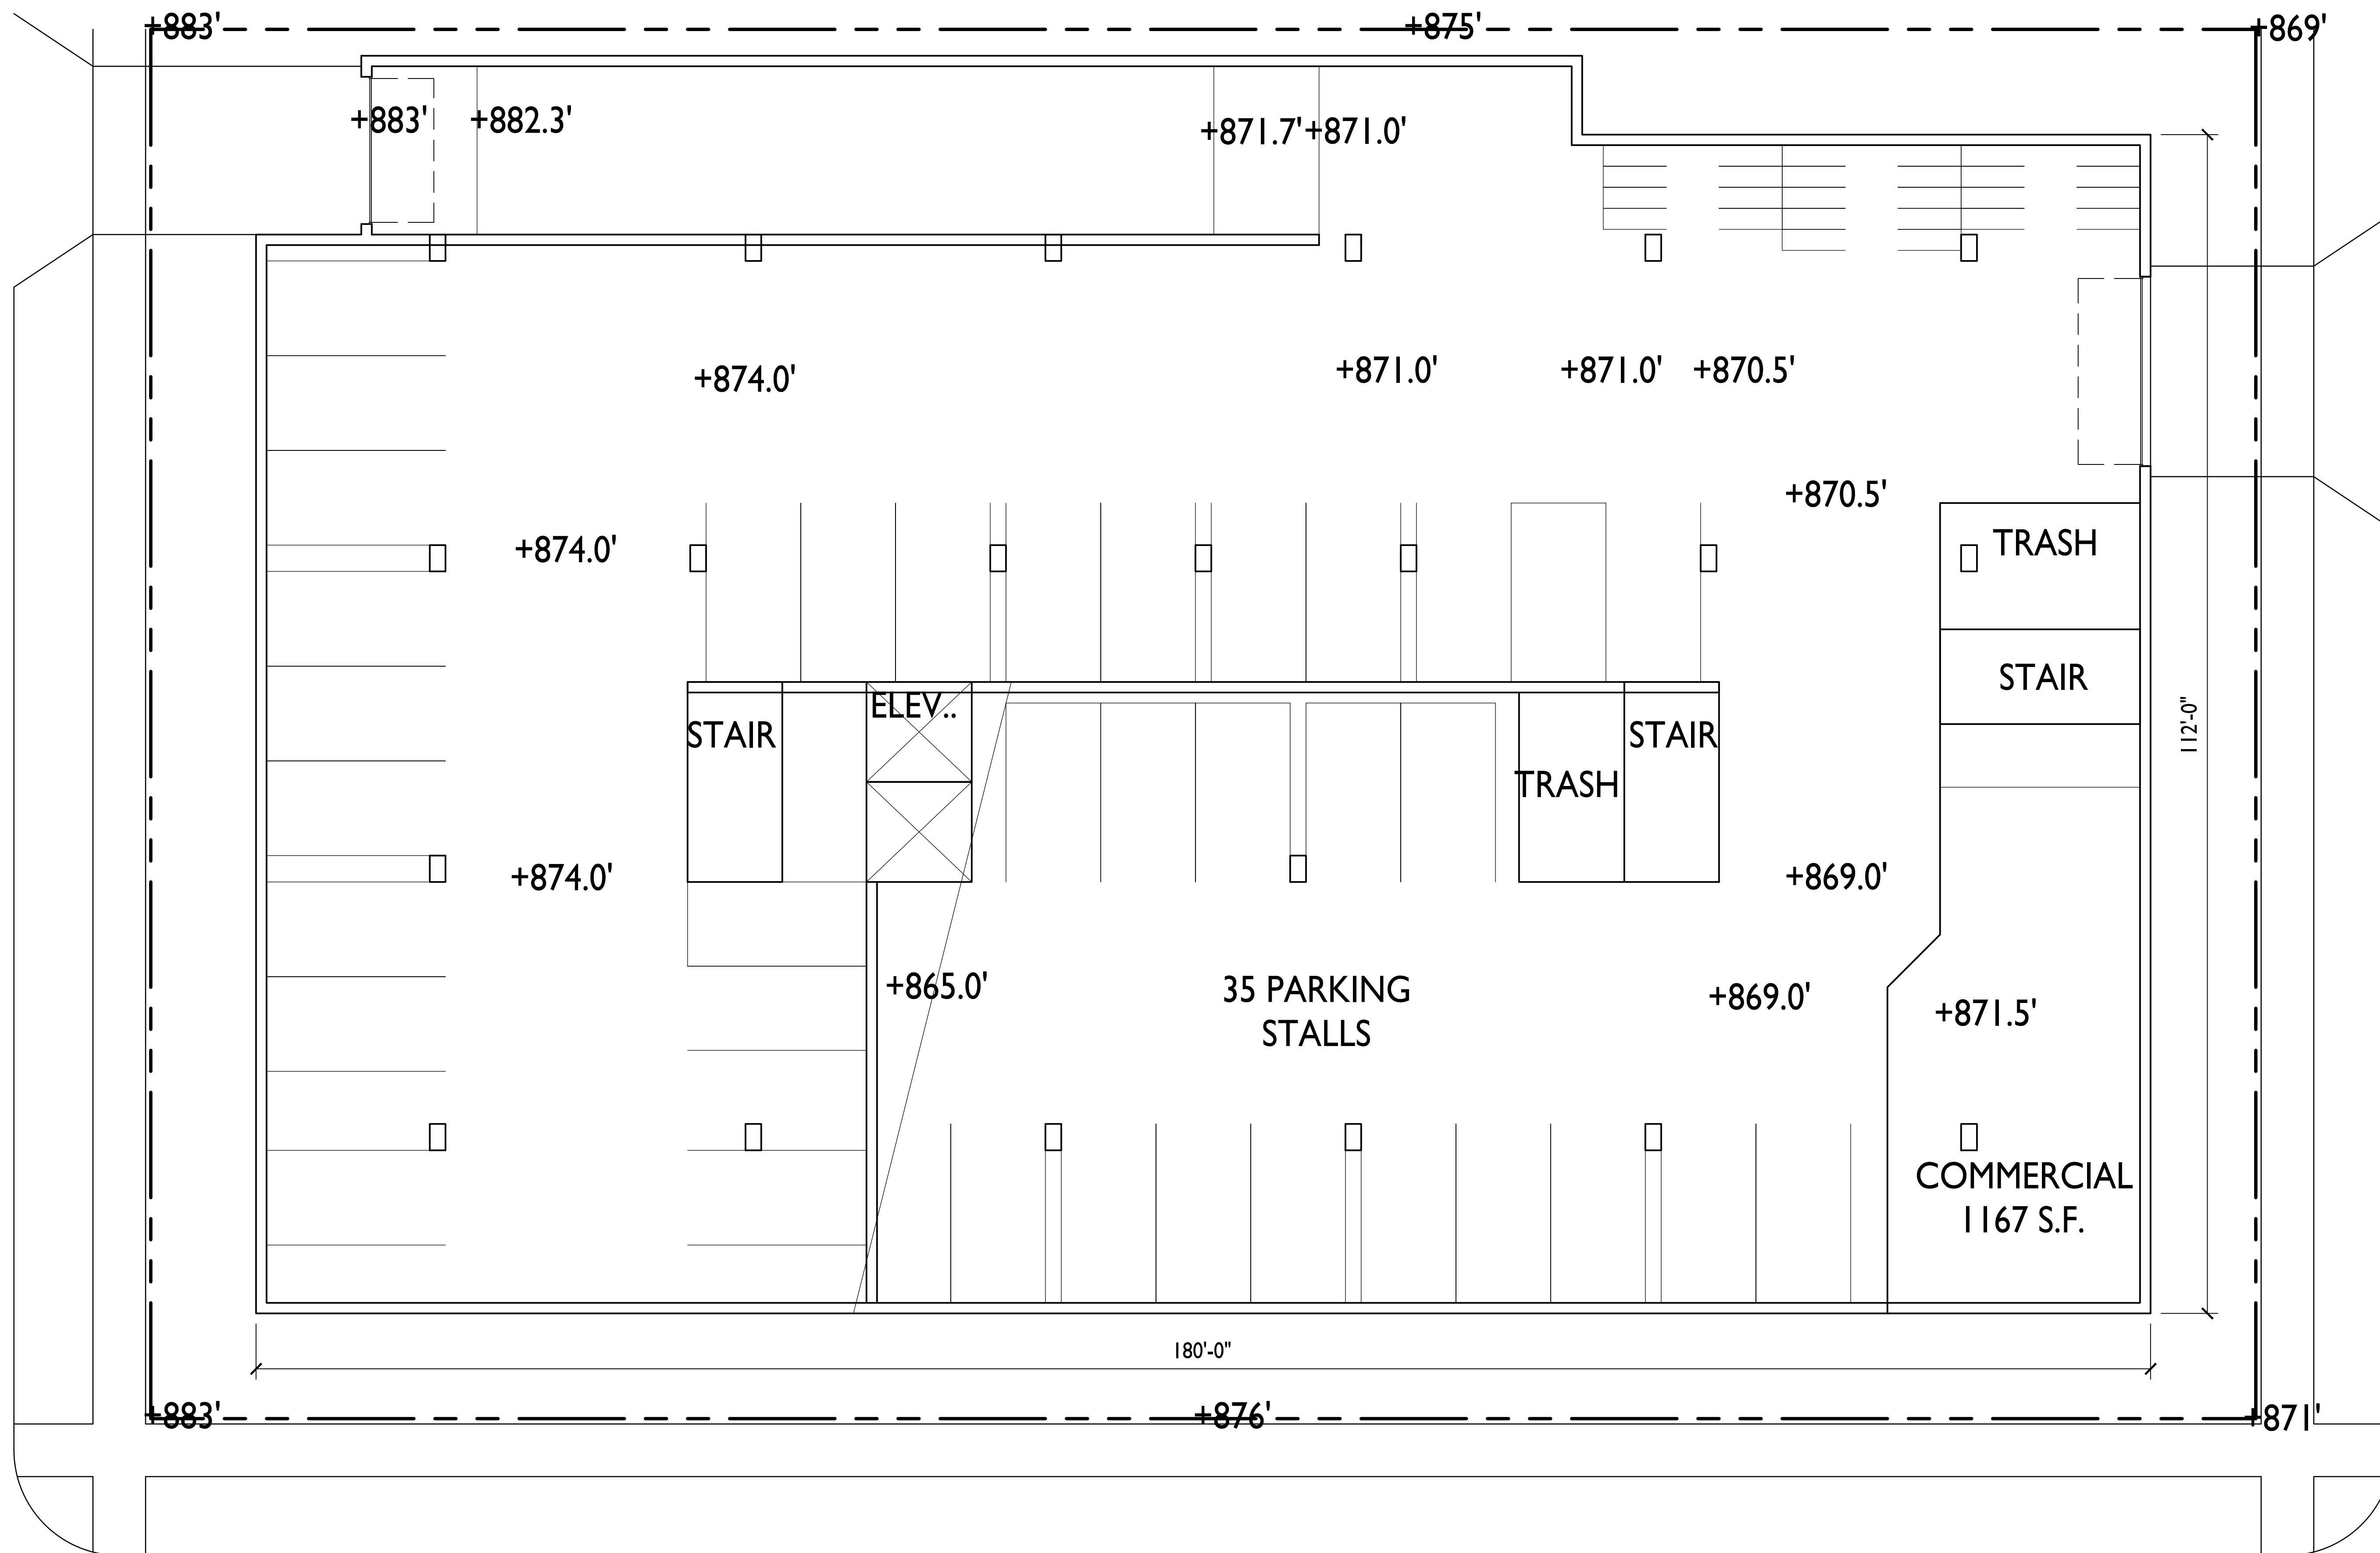 +883'
+875'
+869'
+883'
+882.3'
+871.7'
+871.0'
+874.0'
+871.0'
+871.0'
+870.5'
+870.5'
+874.0'
TRASH
STAIR
ELEV..
STAIR
STAIR
TRASH
112'-0"
+874.0'
+869.0'
+865.0'
35 PARKING
STALLS
+869.0'
+871.5'
COMMERCIAL
1167 S.F.
180'-0"
+883'
+876'
+871'